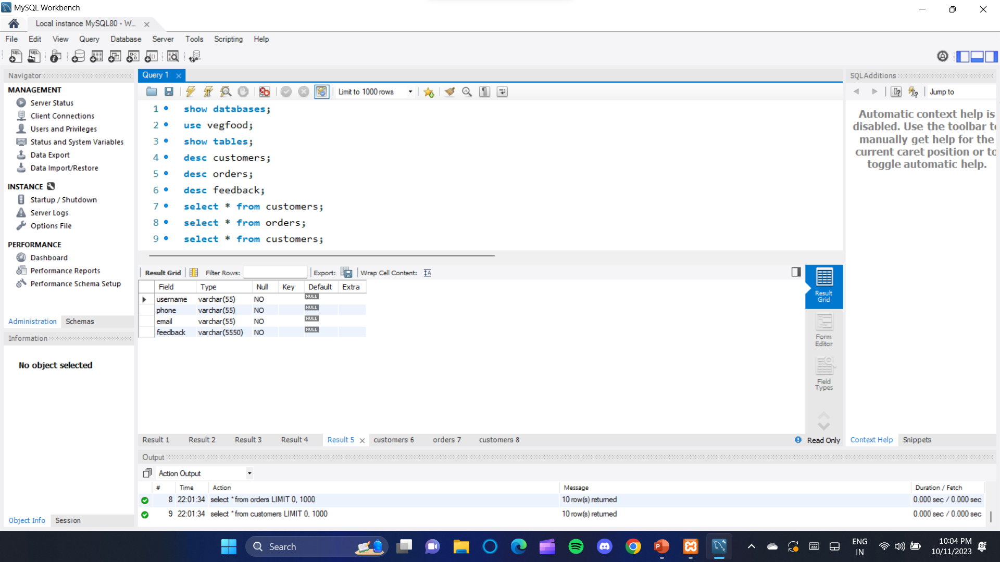 MySQL Workbench
Local instance MySQL80 - W...
File Edit View Query Database Server Tools Scripting Help
Navigator
MANAGEMENT
Server Status
Client Connections
Users and Privileges
Status and System Variables
Data Export
Data Import/Restore
INSTANCE
Startup / Shutdown
Server Logs
Options File
PERFORMANCE
Dashboard
Performance Reports
Performance Schema Setup
Administration Schemas
Information
No object selected
Object Info Session
Query 1
Limit to 1000 rows
1 show databases;
2 use vegfood;
3 show tables;
4 desc customers;
5 desc orders;
6 desc feedback;
7 select * from customers;
8 select * from orders;
9 select * from customers;
Result Grid Filter Rows: Export: Wrap Cell Content:
Field Type Null Key Default Extra
username varchar(55) NO NULL
phone varchar(55) NO NULL
email varchar(55) NO NULL
feedback varchar(5550) NO NULL
Result Grid
Form Editor
Field Types
Result 1 Result 2 Result 3 Result 4 Result 5 customers 6 orders 7 customers 8 Read Only
SQLAdditions
Jump to
Automatic context help is
disabled. Use the toolbar to
manually get help for the
current caret position or to
toggle automatic help.
Context Help Snippets
Output
Action Output
# Time Action Message Duration / Fetch
8 22:01:34 select * from orders LIMIT 0, 1000 10 row(s) returned 0.000 sec / 0.000 sec
9 22:01:34 select * from customers LIMIT 0, 1000 10 row(s) returned 0.000 sec / 0.000 sec
Search
ENG
IN
10:04 PM
10/11/2023